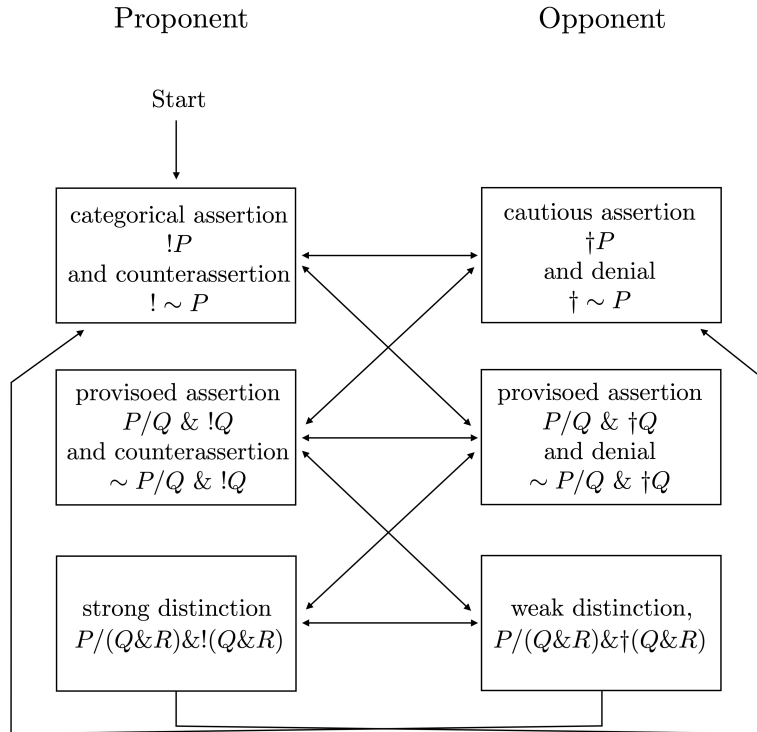 Proponent
Opponent
Start
categorical assertion
!P
and counterassertion
! ∼ P
cautious assertion
†P
and denial
† ∼ P
provisoed assertion
P/Q & !Q
and counterassertion
∼ P/Q & !Q
provisoed assertion
P/Q & †Q
and denial
∼ P/Q & †Q
strong distinction
P/(Q&R)&!(Q&R)
weak distinction,
P/(Q&R)&†(Q&R)